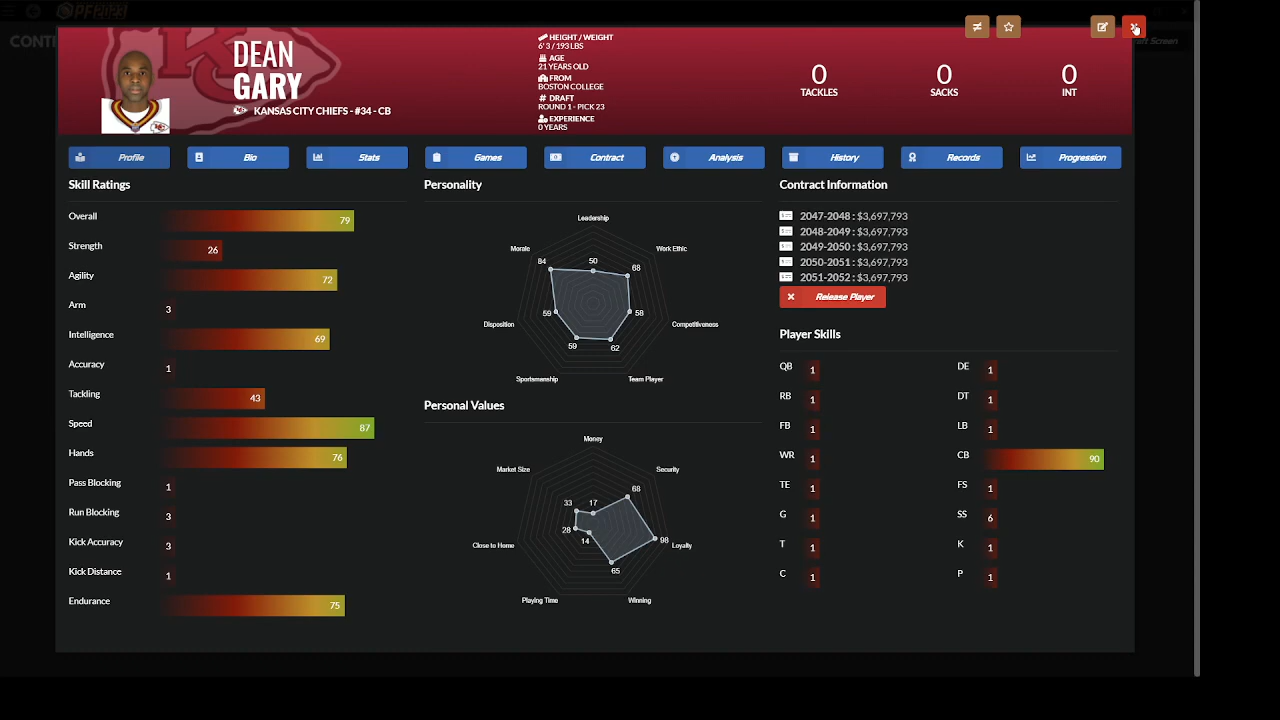 PF2023
DEAN
GARY
KANSAS CITY CHIEFS - #34 - CB
HEIGHT / WEIGHT
6' 3 / 193 LBS
AGE
21 YEARS OLD
FROM
BOSTON COLLEGE
DRAFT
ROUND 1 - PICK 23
EXPERIENCE
0 YEARS
0
TACKLES
0
SACKS
0
INT
Profile
Bio
Stats
Games
Contract
Analysis
History
Records
Progression
Skill Ratings
Overall 79
Strength 26
Agility 72
Arm 3
Intelligence 69
Accuracy 1
Tackling 43
Speed 87
Hands 76
Pass Blocking 1
Run Blocking 3
Kick Accuracy 3
Kick Distance 1
Endurance 75
Personality
Leadership
50
Work Ethic
68
Competitiveness
58
Team Player
62
Sportsmanship
59
Disposition
59
Morale
84
Personal Values
Money
17
Security
68
Loyalty
98
Winning
65
Playing Time
14
Close to Home
28
Market Size
33
Contract Information
2047-2048 : $3,697,793
2048-2049 : $3,697,793
2049-2050 : $3,697,793
2050-2051 : $3,697,793
2051-2052 : $3,697,793
Release Player
Player Skills
QB 1
RB 1
FB 1
WR 1
TE 1
G 1
T 1
C 1
DE 1
DT 1
LB 1
CB 90
FS 1
SS 6
K 1
P 1